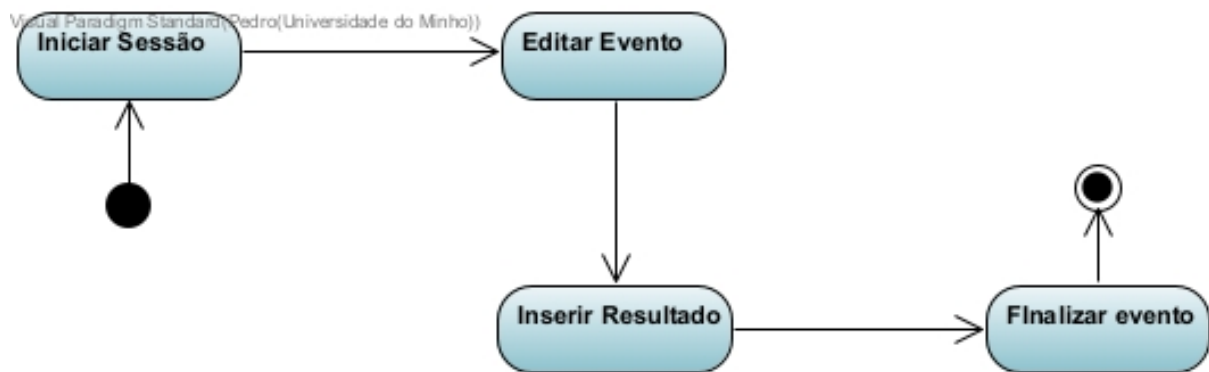 Visual Paradigm Standard(Pedro(Universidade do Minho))
Iniciar Sessão
Editar Evento
Inserir Resultado
FInalizar evento